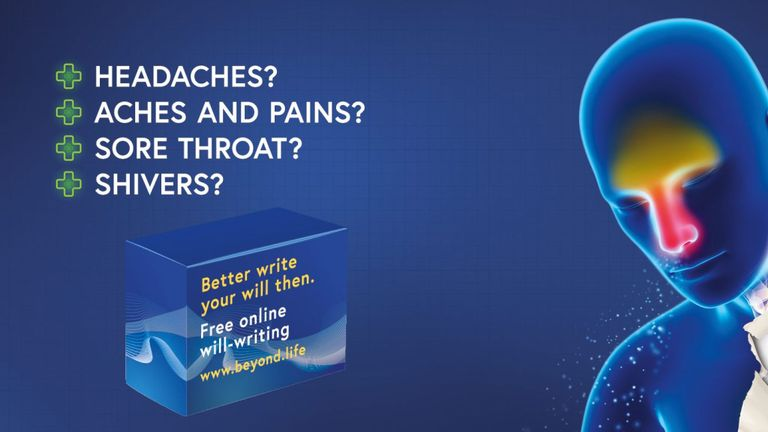 HEADACHES?
ACHES AND PAINS?
SORE THROAT?
SHIVERS?
Better write
your will then.
Free online
will-writing
www.beyond.life